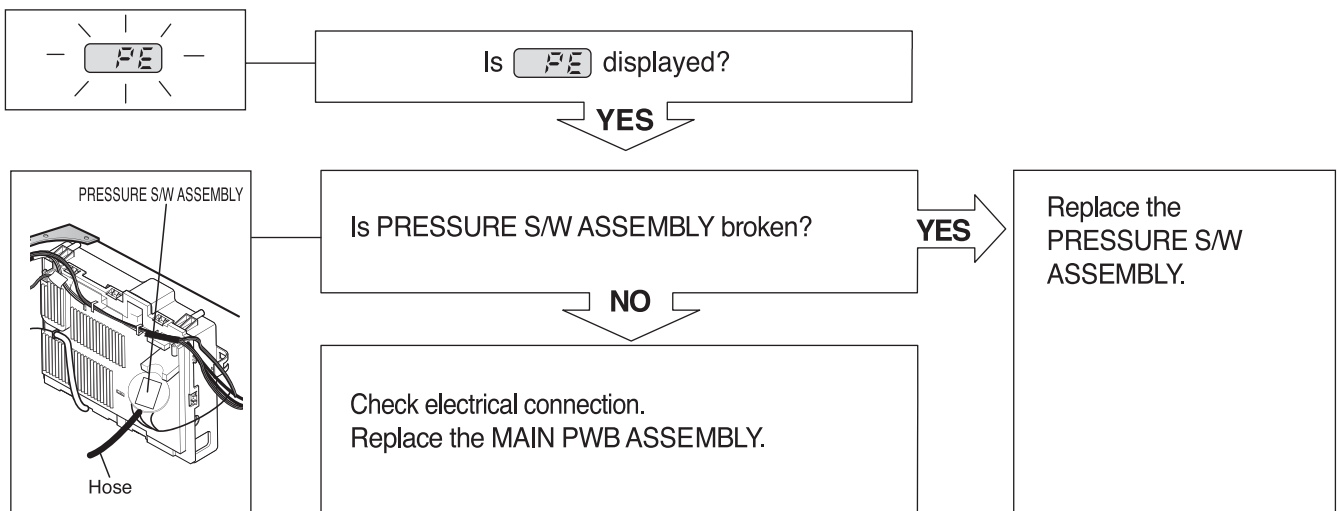 PE
Is PE displayed?
YES
PRESSURE S/W ASSEMBLY
Hose
Is PRESSURE S/W ASSEMBLY broken?
YES
Replace the
PRESSURE S/W
ASSEMBLY.
NO
Check electrical connection.
Replace the MAIN PWB ASSEMBLY.